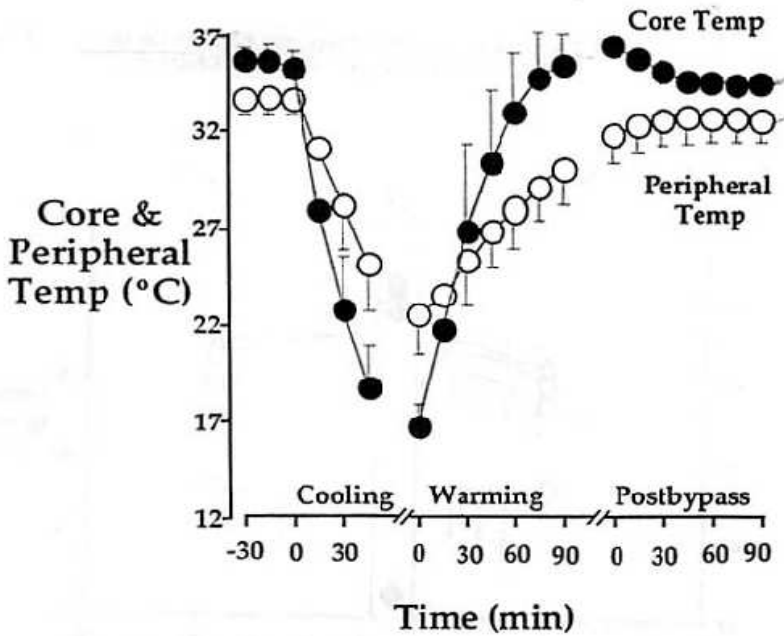 Core Temp
37
32
27
22
17
12
Core &
Peripheral
Temp (°C)
Peripheral
Temp
Cooling
Warming
Postbypass
-30 0 30 0 30 60 90 0 30 60 90
Time (min)